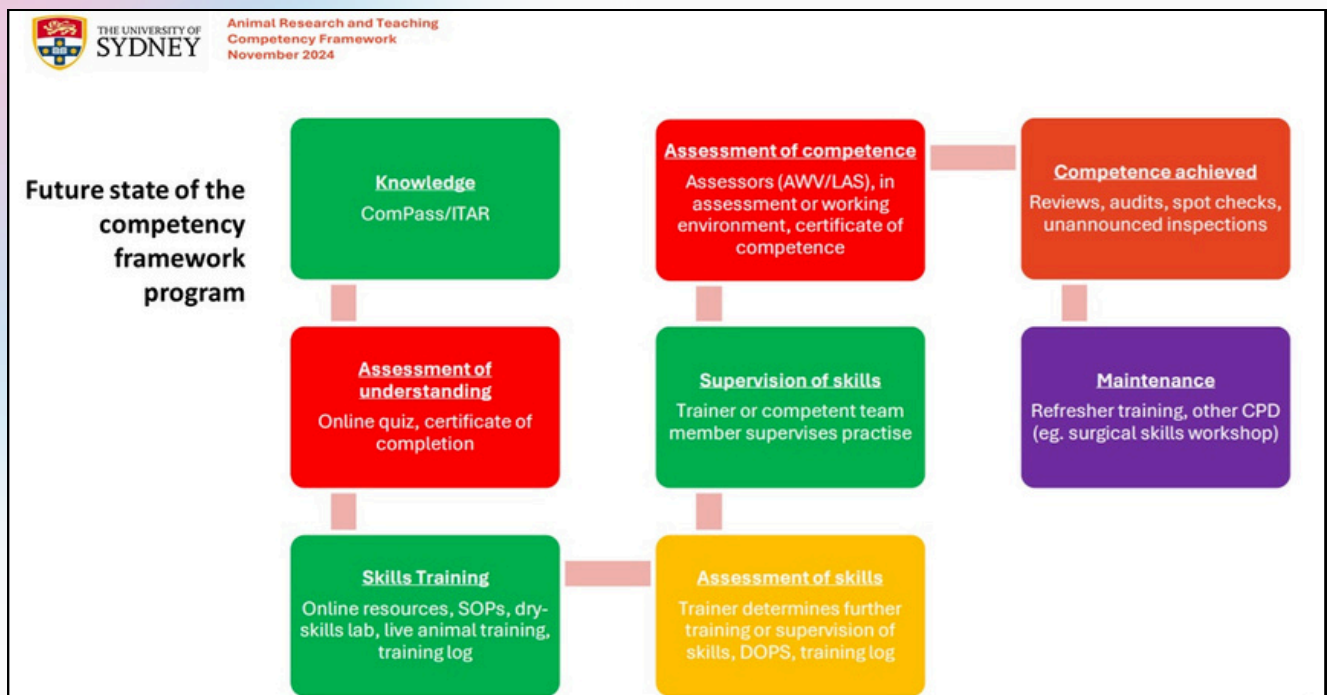 THE UNIVERSITY OF
SYDNEY
Animal Research and Teaching
Competency Framework
November 2024
Future state of the
competency
framework
program
Knowledge
ComPass/ITAR
Assessment of
understanding
Online quiz, certificate of
completion
Skills Training
Online resources, SOPs, dry-
skills lab, live animal training,
training log
Assessment of skills
Trainer determines further
training or supervision of
skills, DOPS, training log
Supervision of skills
Trainer or competent team
member supervises practise
Assessment of competence
Assessors (AWV/LAS), in
assessment or working
environment, certificate of
competence
Competence achieved
Reviews, audits, spot checks,
unannounced inspections
Maintenance
Refresher training, other CPD
(eg. surgical skills workshop)